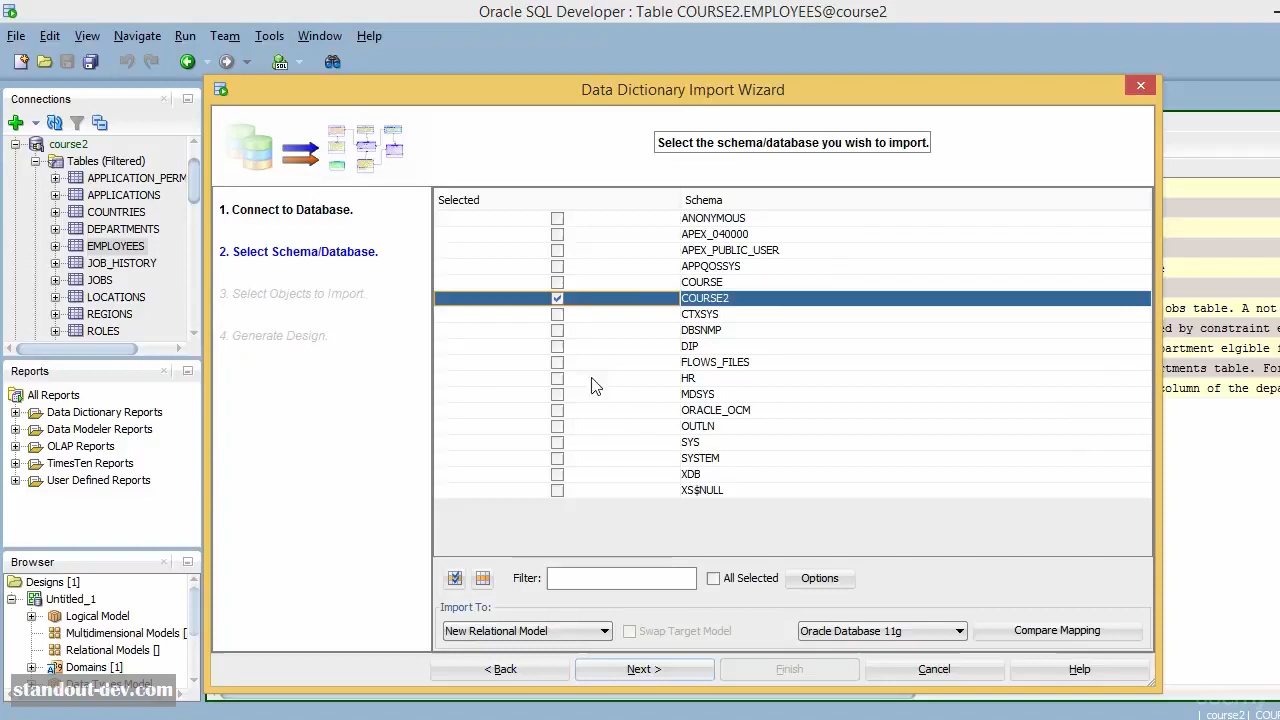 Oracle SQL Developer : Table COURSE2.EMPLOYEES@course2
File Edit View Navigate Run Team Tools Window Help
Connections
course2
Tables (Filtered)
APPLICATION_PERM
APPLICATIONS
COUNTRIES
DEPARTMENTS
EMPLOYEES
JOB_HISTORY
JOBS
LOCATIONS
REGIONS
ROLES
Reports
All Reports
Data Dictionary Reports
Data Modeler Reports
OLAP Reports
TimesTen Reports
User Defined Reports
Browser
Designs [1]
Untitled_1
Logical Model
Multidimensional Models [
Relational Models []
Domains [1]
Data Types Model
standout-dev.com
Data Dictionary Import Wizard
Select the schema/database you wish to import.
1. Connect to Database.
2. Select Schema/Database.
3. Select Objects to Import.
4. Generate Design.
Selected Schema
ANONYMOUS
APEX_040000
APEX_PUBLIC_USER
APPQOSSYS
COURSE
COURSE2
CTXSYS
DBSNMP
DIP
FLOWS_FILES
HR
MDSYS
ORACLE_OCM
OUTLN
SYS
SYSTEM
XDB
XS$NULL
Filter: All Selected Options
Import To:
New Relational Model Swap Target Model Oracle Database 11g Compare Mapping
< Back Next > Finish Cancel Help
obs table. A not
ed by constraint e
partment elgible f
tments table. For
column of the depa
| course2 | COU